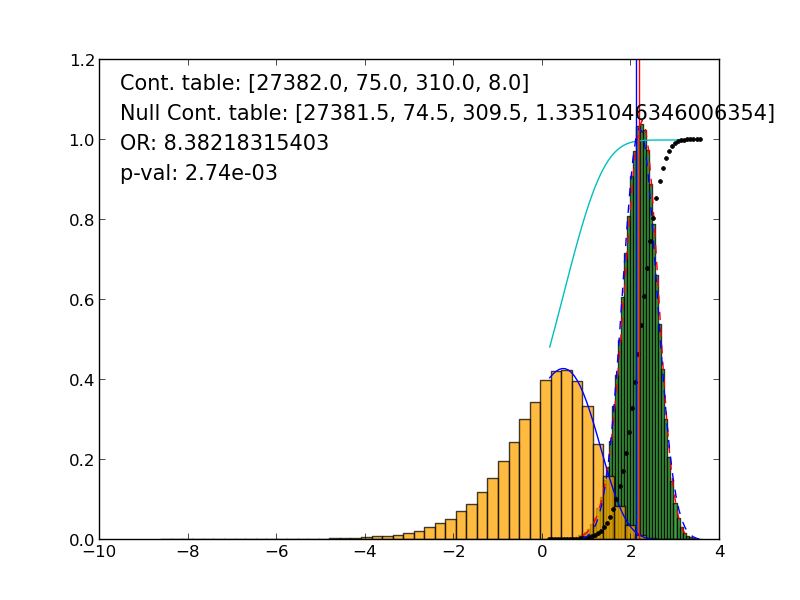 Cont. table: [27382.0, 75.0, 310.0, 8.0]
Null Cont. table: [27381.5, 74.5, 309.5, 1.3351046346006354]
OR: 8.38218315403
p-val: 2.74e-03
1.2
1.0
0.8
0.6
0.4
0.2
0.0
−10 −8 −6 −4 −2 0 2 4